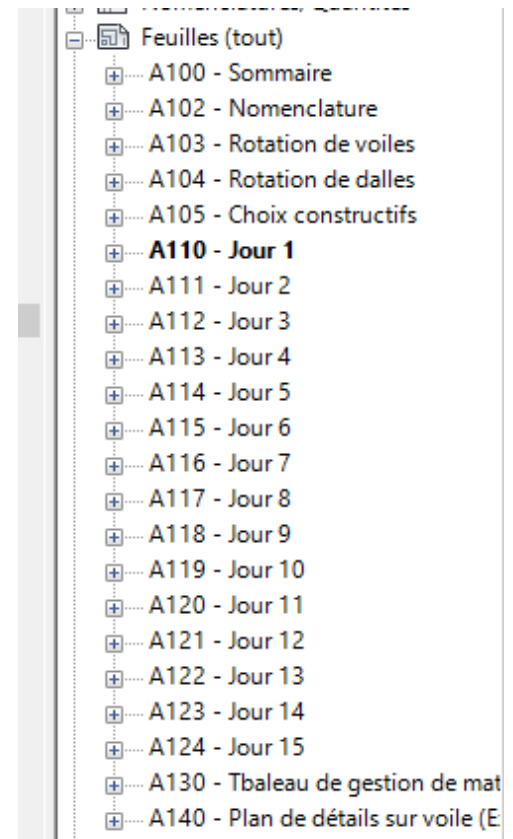 Nomenclatures/Quantités
Feuilles (tout)
A100 - Sommaire
A102 - Nomenclature
A103 - Rotation de voiles
A104 - Rotation de dalles
A105 - Choix constructifs
A110 - Jour 1
A111 - Jour 2
A112 - Jour 3
A113 - Jour 4
A114 - Jour 5
A115 - Jour 6
A116 - Jour 7
A117 - Jour 8
A118 - Jour 9
A119 - Jour 10
A120 - Jour 11
A121 - Jour 12
A122 - Jour 13
A123 - Jour 14
A124 - Jour 15
A130 - Tbaleau de gestion de mat
A140 - Plan de détails sur voile (E